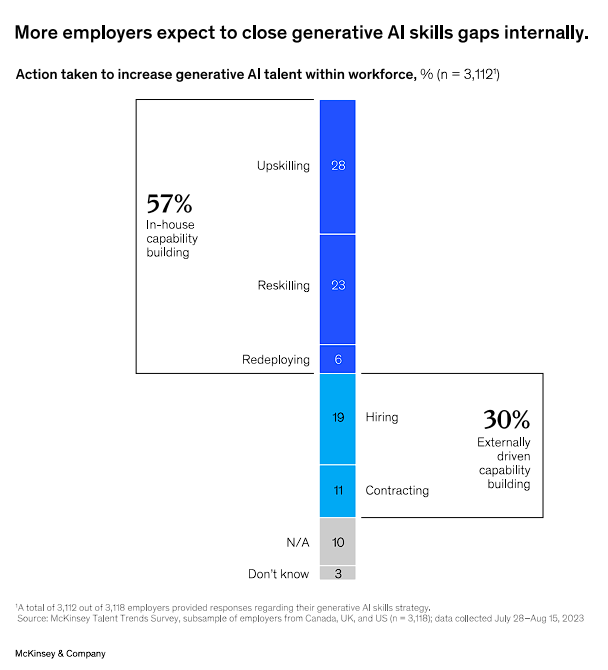 More employers expect to close generative AI skills gaps internally.
Action taken to increase generative AI talent within workforce, % (n = 3,112¹)
Upskilling 28
57%
In-house
capability
building
Reskilling 23
Redeploying 6
19 Hiring
30%
Externally
driven
capability
building
11 Contracting
N/A 10
Don't know 3
¹A total of 3,112 out of 3,118 employers provided responses regarding their generative AI skills strategy.
Source: McKinsey Talent Trends Survey, subsample of employers from Canada, UK, and US (n = 3,118); data collected July 28–Aug 15, 2023
McKinsey & Company